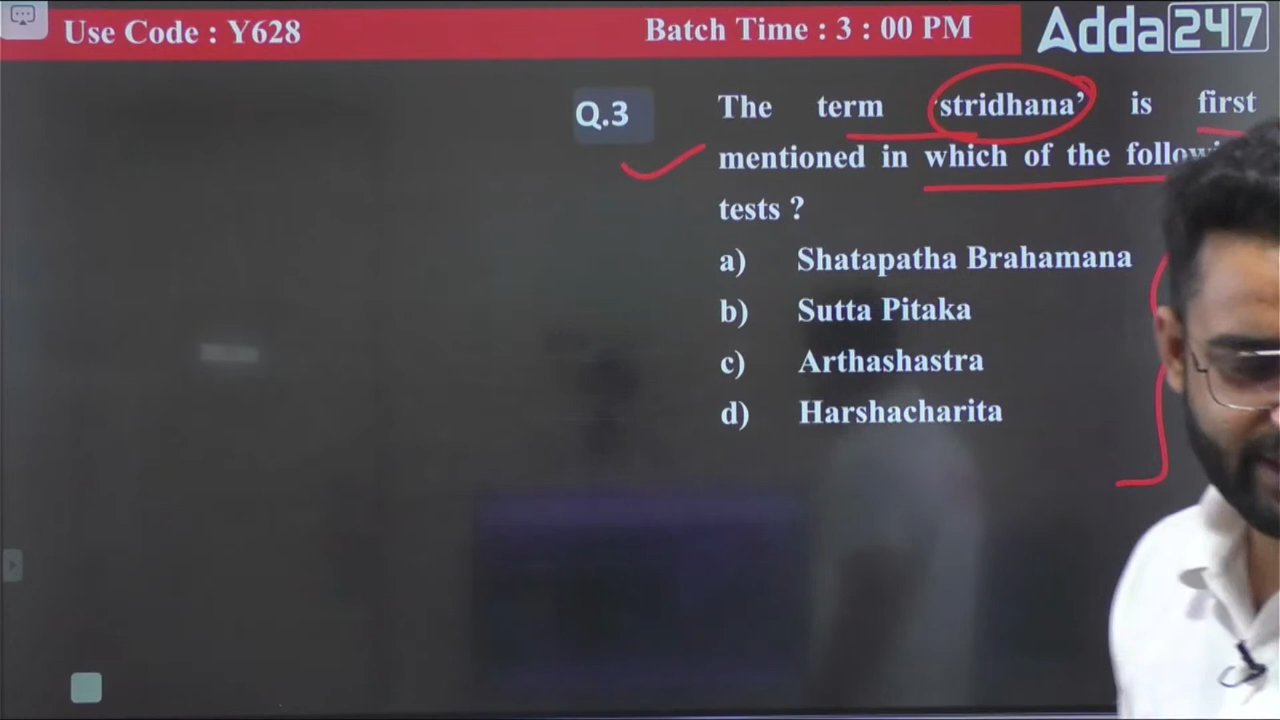 Use Code : Y628
Batch Time : 3 : 00 PM
Adda247
Q.3
The term ‘stridhana’ is first
mentioned in which of the
tests ?
a) Shatapatha Brahamana
b) Sutta Pitaka
c) Arthashastra
d) Harshacharita